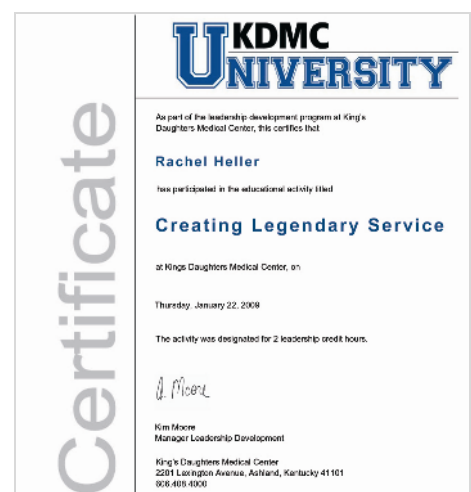 Certificate
KDMC
UNIVERSITY
As part of the leadership development program at King's
Daughters Medical Center, this certifies that
Rachel Heller
has participated in the educational activity titled
Creating Legendary Service
at Kings Daughters Medical Center, on
Thursday, January 22, 2009
The activity was designated for 2 leadership credit hours.
Moore
Kim Moore
Manager Leadership Development
King's Daughters Medical Center
2201 Lexington Avenue, Ashland, Kentucky 41101
606.408.4000